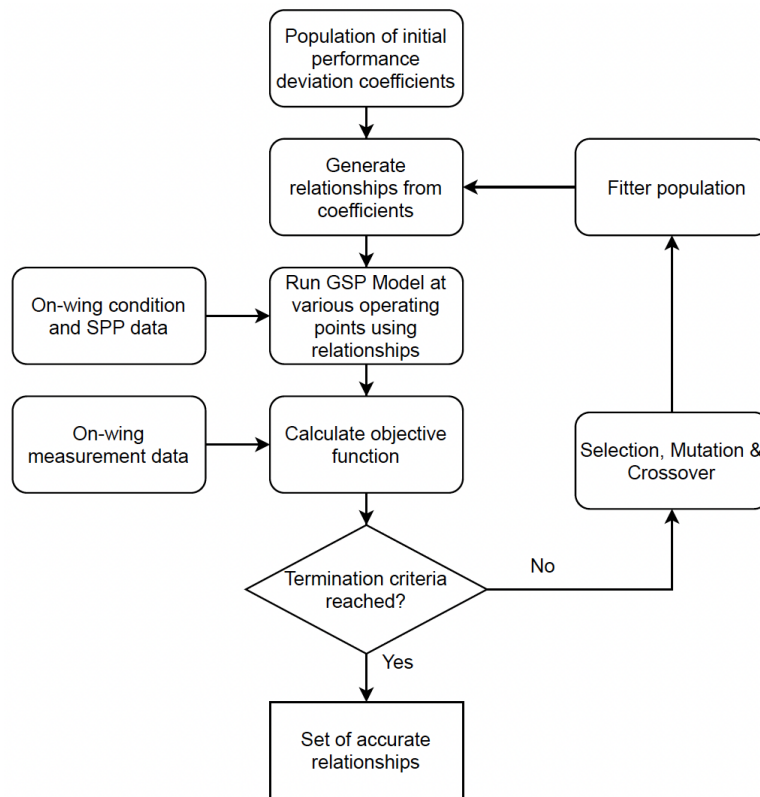 Population of initial
performance
deviation coefficients
Generate
relationships from
coefficients
Fitter population
On-wing condition
and SPP data
Run GSP Model at
various operating
points using
relationships
On-wing
measurement data
Calculate objective
function
Selection, Mutation &
Crossover
Termination criteria
reached?
No
Yes
Set of accurate
relationships